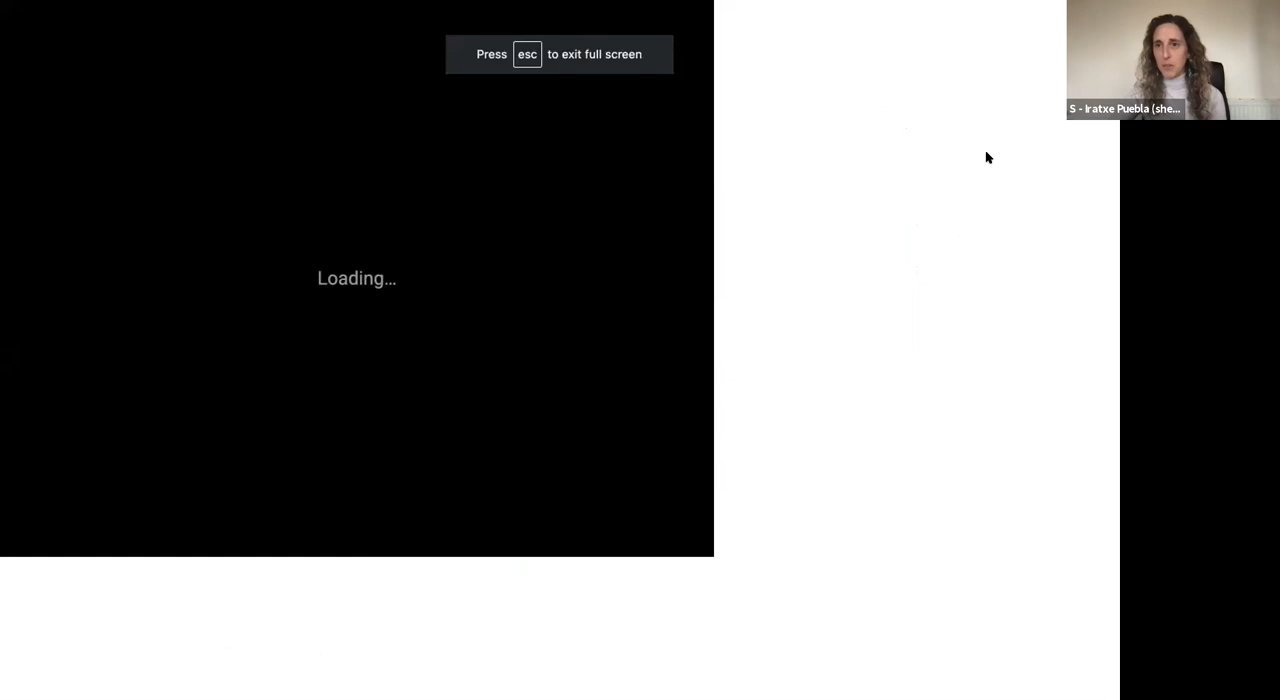 Press esc to exit full screen
S - Iratxe Puebla (she...
Loading...